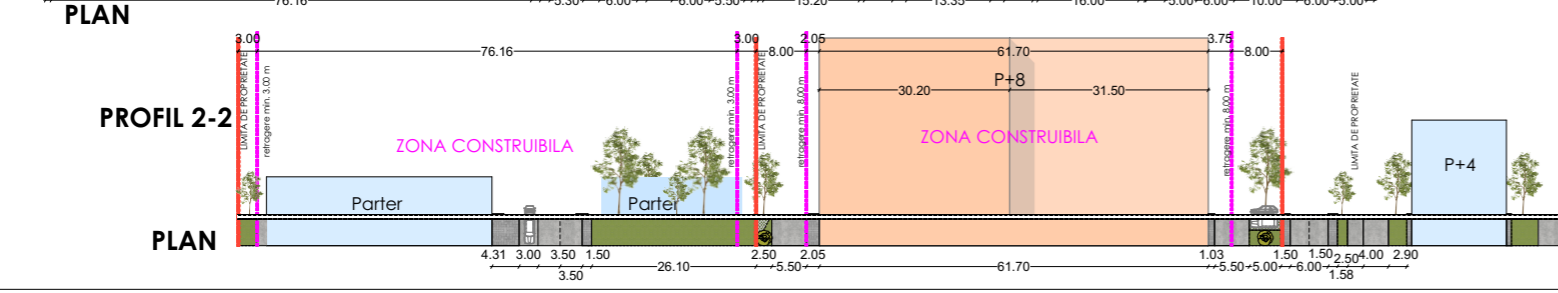 76.16 5.50 6.00 6.00 5.50 15.20 13.35 16.00 5.00 8.00 10.00 6.00 5.00
PLAN
3.00 76.16 3.00 8.00 2.05 61.70 3.75 8.00
LIMITA DE PROPRIETATE
retragere min. 3.00 m
retragere min. 3.00 m
LIMITA DE PROPRIETATE
retragere min. 8.00 m
retragere min. 8.00 m
LIMITA DE PROPRIETATE
P+8
30.20 31.50
PROFIL 2-2
ZONA CONSTRUIBILA
ZONA CONSTRUIBILA
P+4
Parter
Parter
PLAN
4.31 3.00 3.50 1.50 2.50 2.05 1.03 1.50 1.50 2.50 4.00 2.90
26.10 5.50 61.70 5.50 5.00 6.00
3.50 1.58